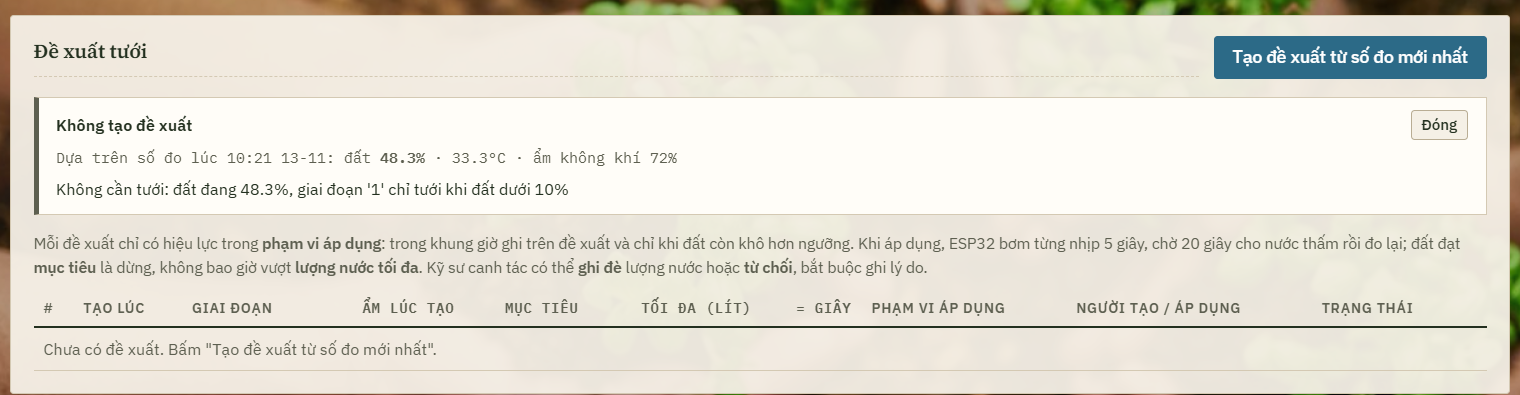 Đề xuất tưới
Tạo đề xuất từ số đo mới nhất
Không tạo đề xuất
Đóng
Dựa trên số đo lúc 10:21 13-11: đất 48.3% · 33.3°C · ẩm không khí 72%
Không cần tưới: đất đang 48.3%, giai đoạn '1' chỉ tưới khi đất dưới 10%
Mỗi đề xuất chỉ có hiệu lực trong phạm vi áp dụng: trong khung giờ ghi trên đề xuất và chỉ khi đất còn khô hơn ngưỡng. Khi áp dụng, ESP32 bơm từng nhịp 5 giây, chờ 20 giây cho nước thấm rồi đo lại; đất đạt
mục tiêu là dừng, không bao giờ vượt lượng nước tối đa. Kỹ sư canh tác có thể ghi đè lượng nước hoặc từ chối, bắt buộc ghi lý do.
# TẠO LÚC GIAI ĐOẠN ẨM LÚC TẠO MỤC TIÊU TỐI ĐA (LÍT) = GIÂY PHẠM VI ÁP DỤNG NGƯỜI TẠO / ÁP DỤNG TRẠNG THÁI
Chưa có đề xuất. Bấm "Tạo đề xuất từ số đo mới nhất".